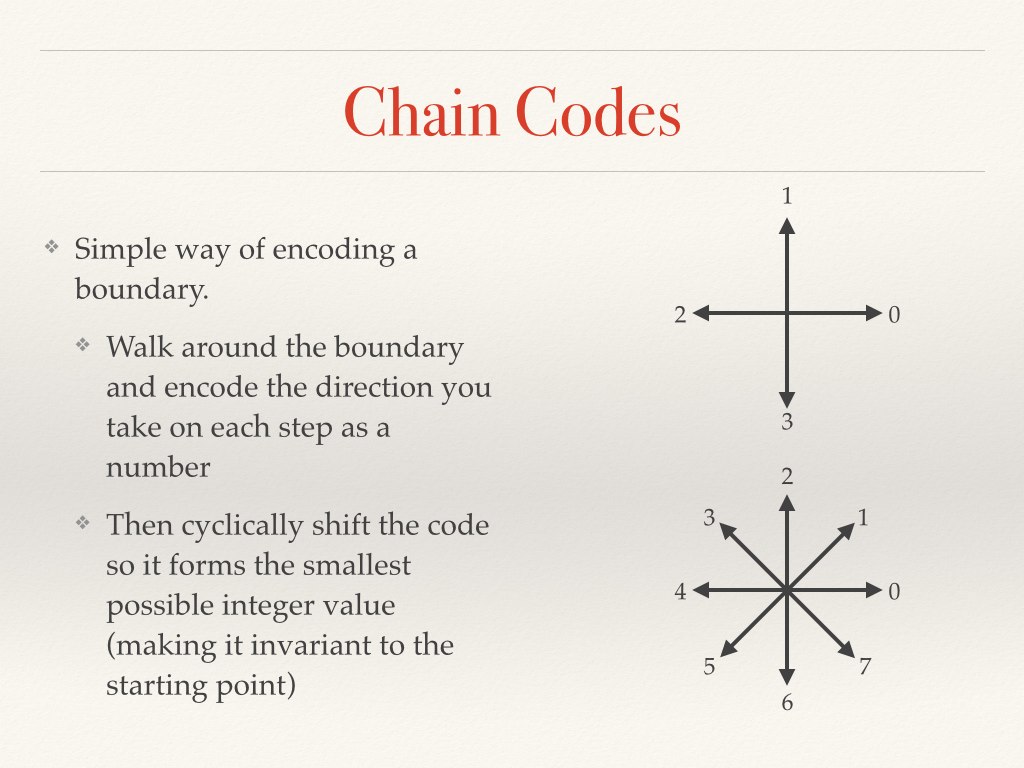 Chain Codes
❖ Simple way of encoding a
boundary.
❖ Walk around the boundary
and encode the direction you
take on each step as a
number
❖ Then cyclically shift the code
so it forms the smallest
possible integer value
(making it invariant to the
starting point)
1
2 0
3
2
3 1
4 0
5 7
6